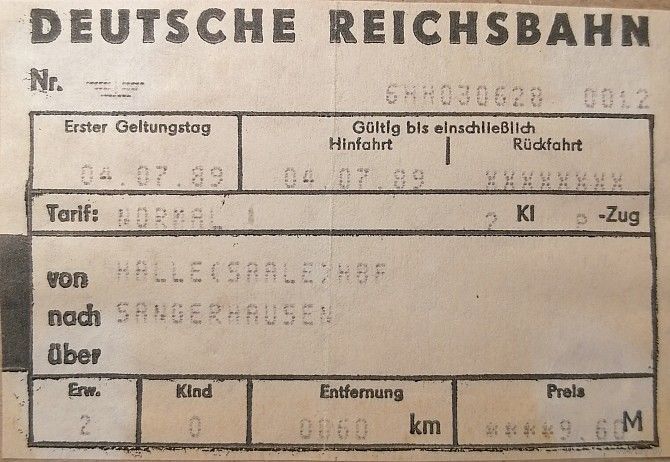 DEUTSCHE REICHSBAHN
Nr. 6HH030628 0012
Erster Geltungstag
Gültig bis einschließlich
Hinfahrt Rückfahrt
04.07.89 04.07.89 XXXXXXXX
Tarif: NORMAL 2 Kl P -Zug
von HALLE(SAALE)HBF
nach SANGERHAUSEN
über
Erw. Kind Entfernung Preis
2 0 0060 km ****9,60 M